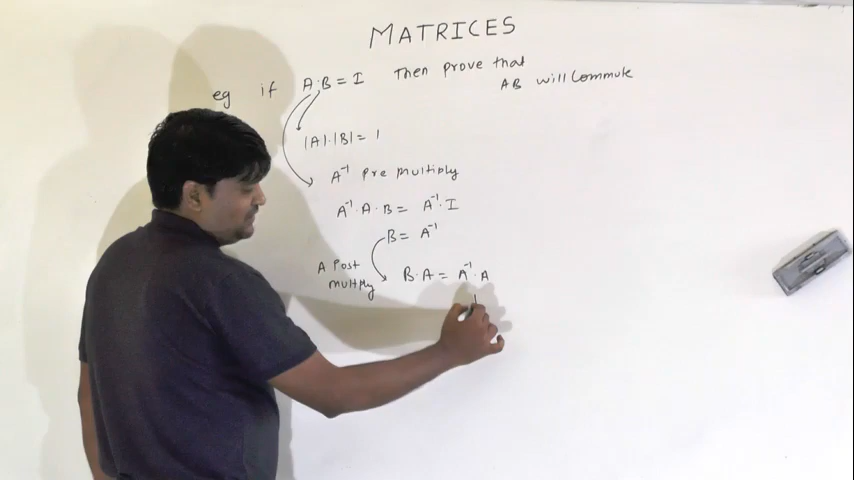 MATRICES
eg if A·B = I Then prove that
AB will Commute
|A|·|B| = 1
A⁻¹ Pre multiply
A⁻¹·A·B = A⁻¹·I
B = A⁻¹
A Post
multiply
B·A = A⁻¹·A